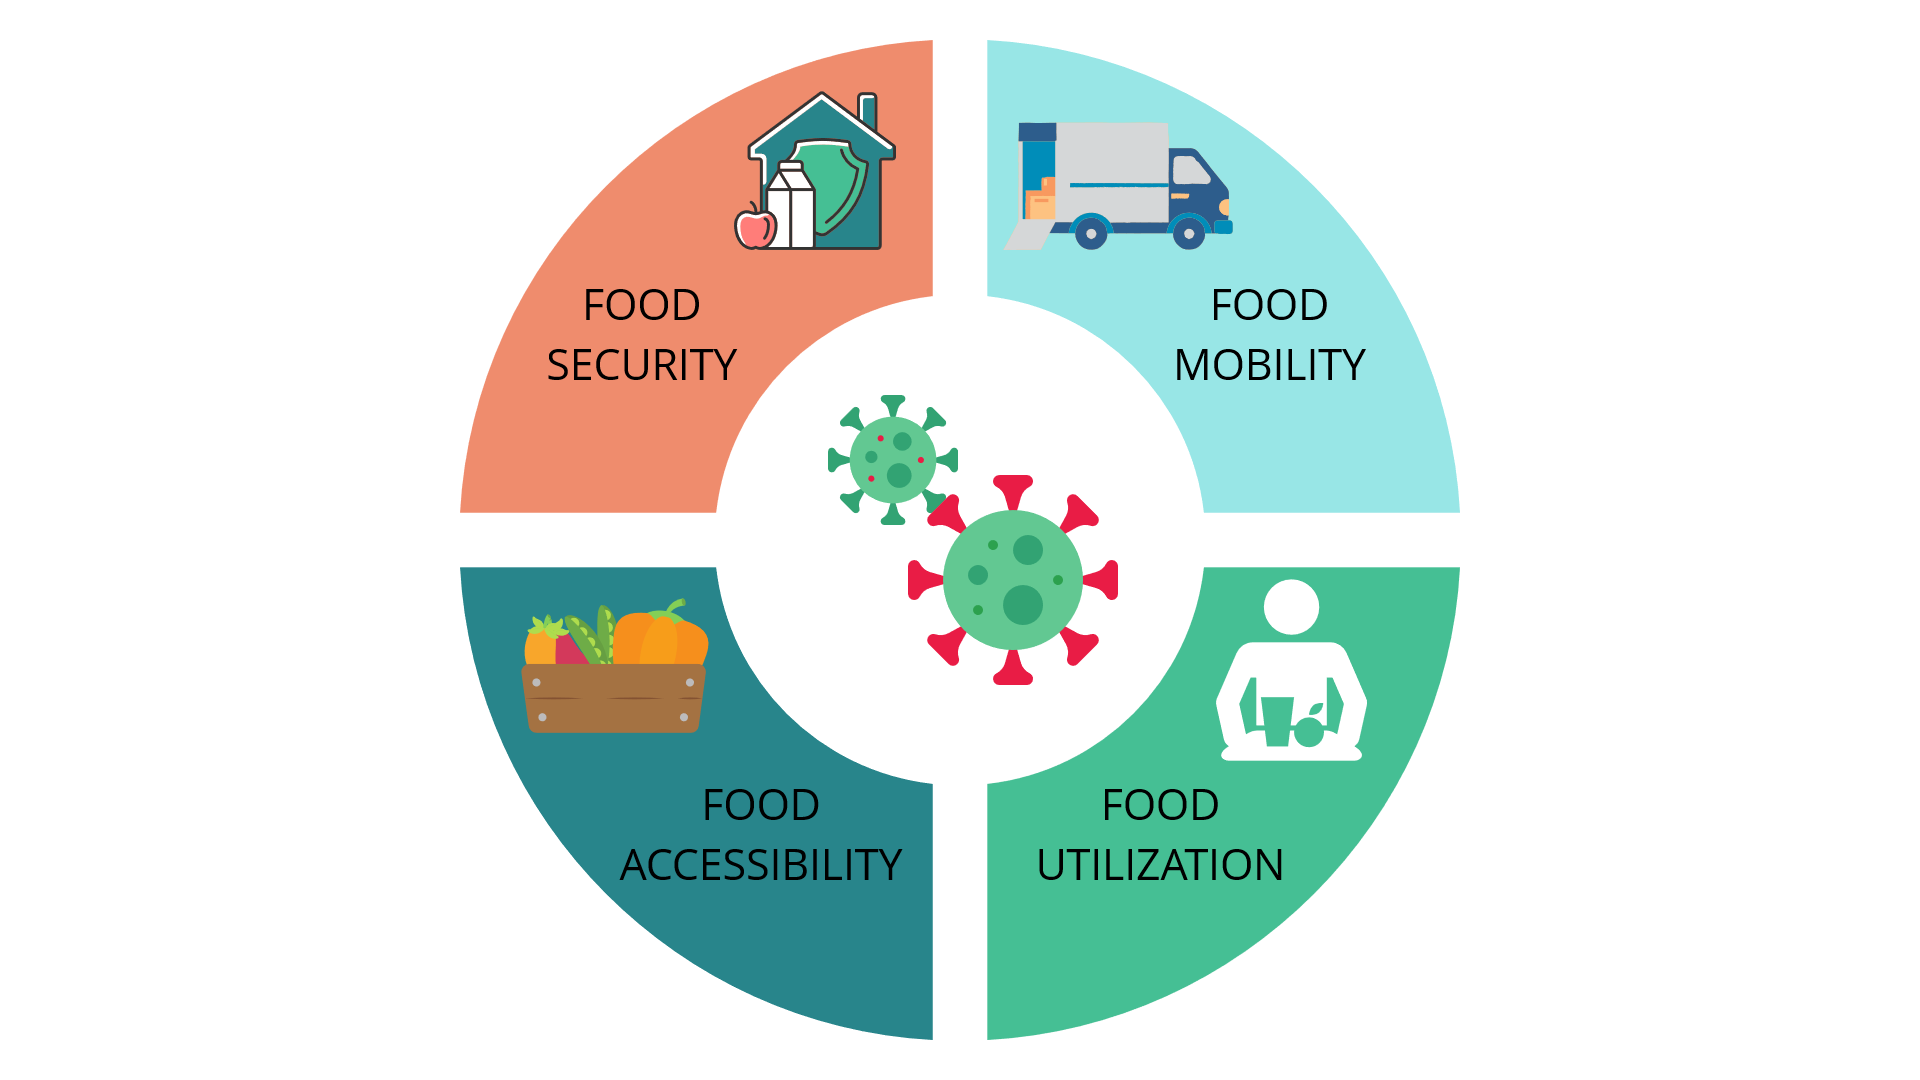 FOOD
SECURITY
FOOD
MOBILITY
FOOD
ACCESSIBILITY
FOOD
UTILIZATION